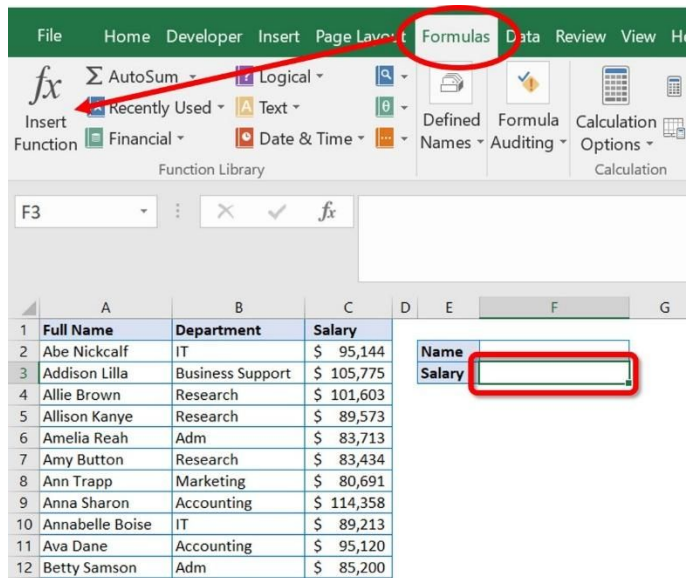 File Home Developer Insert Page Layout Formulas Data Review View
fx Σ AutoSum ? Logical
Recently Used A Text θ
Insert Function Financial Date & Time
Defined Names Formula Auditing Calculation Options
Function Library Calculation
F3 fx
A B C D E F G
1 Full Name Department Salary
2 Abe Nickcalf IT $ 95,144 Name
3 Addison Lilla Business Support $ 105,775 Salary
4 Allie Brown Research $ 101,603
5 Allison Kanye Research $ 89,573
6 Amelia Reah Adm $ 83,713
7 Amy Button Research $ 83,434
8 Ann Trapp Marketing $ 80,691
9 Anna Sharon Accounting $ 114,358
10 Annabelle Boise IT $ 89,213
11 Ava Dane Accounting $ 95,120
12 Betty Samson Adm $ 85,200